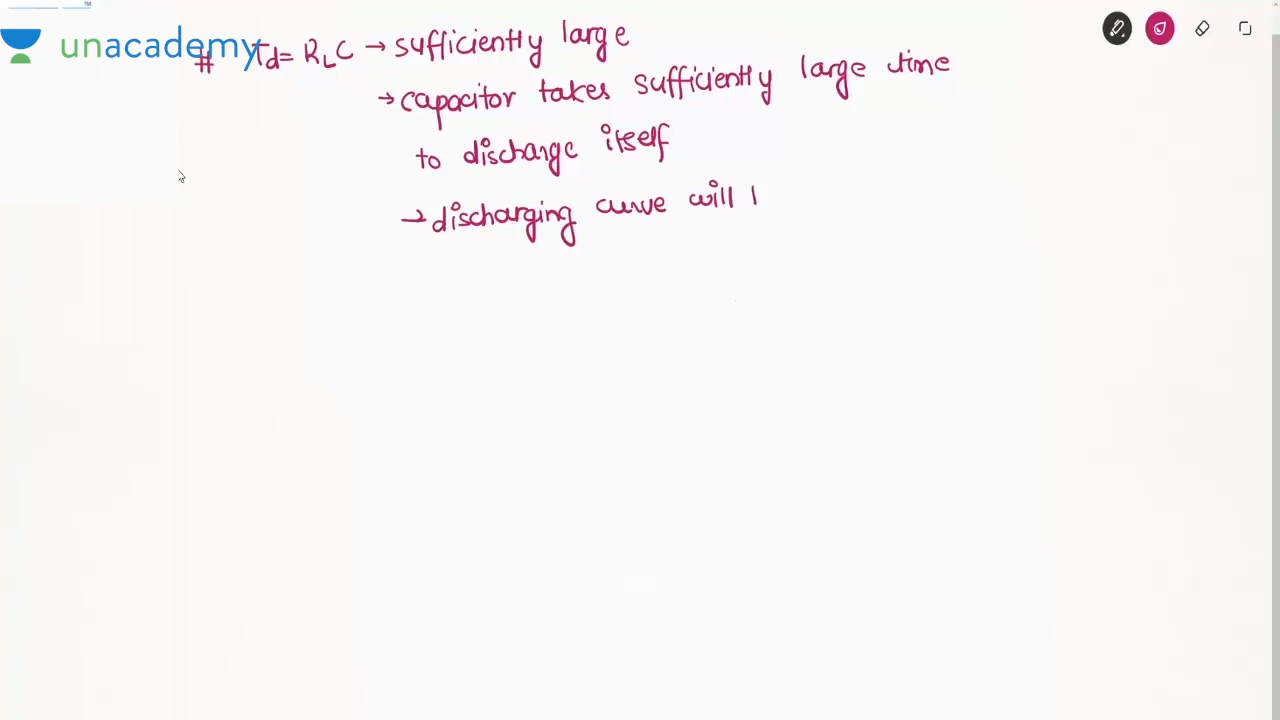 unacademy
# τd = RLC → sufficiently large
→ capacitor takes sufficiently large time
to discharge itself
→ discharging curve will